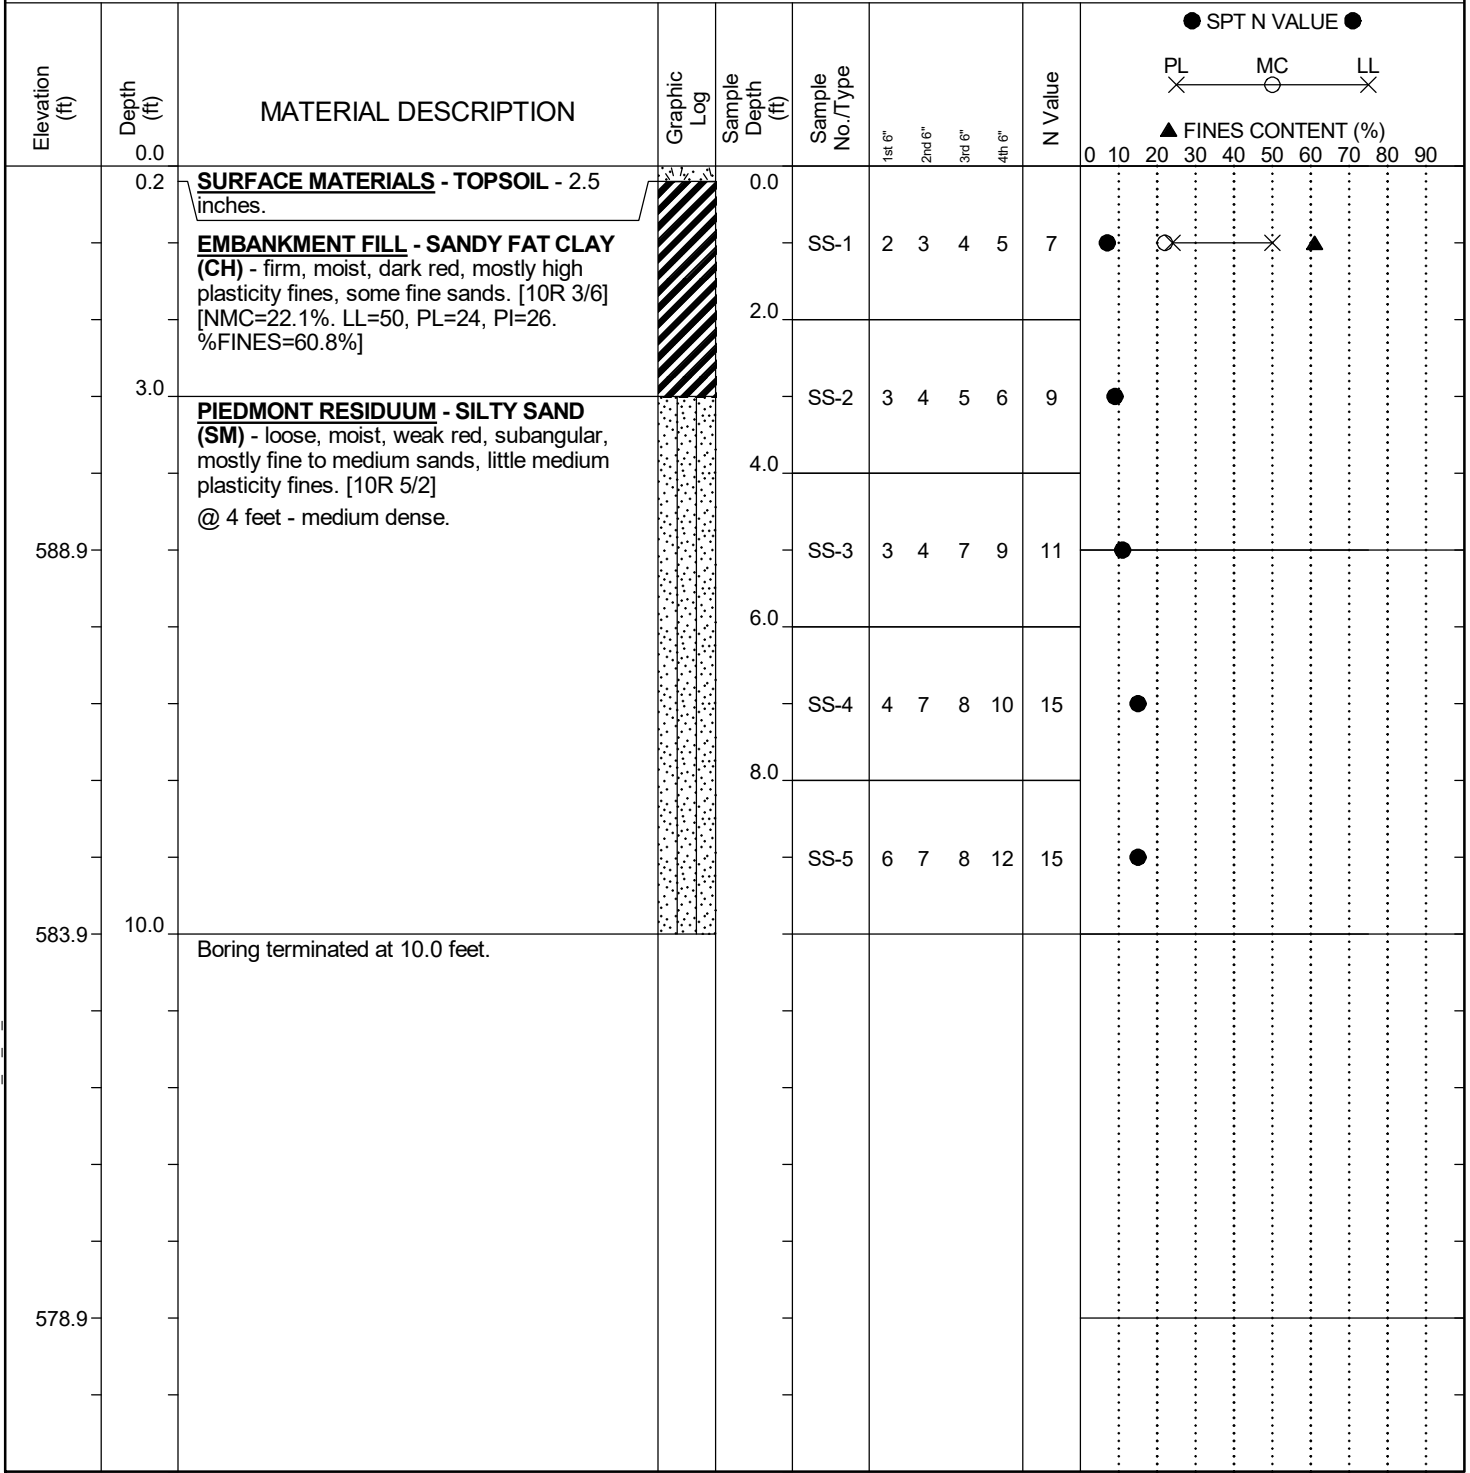 ● SPT N VALUE ●
PL MC LL
▲ FINES CONTENT (%)
0 10 20 30 40 50 60 70 80 90
Elevation
(ft)
Depth
(ft)
0.0
MATERIAL DESCRIPTION
Graphic
Log
Sample
Depth
(ft)
Sample
No./Type
1st 6"
2nd 6"
3rd 6"
4th 6"
N Value
0.2 SURFACE MATERIALS - TOPSOIL - 2.5 0.0
inches.
EMBANKMENT FILL - SANDY FAT CLAY SS-1 2 3 4 5 7
(CH) - firm, moist, dark red, mostly high
plasticity fines, some fine sands. [10R 3/6]
[NMC=22.1%. LL=50, PL=24, PI=26. 2.0
%FINES=60.8%]
3.0 SS-2 3 4 5 6 9
PIEDMONT RESIDUUM - SILTY SAND
(SM) - loose, moist, weak red, subangular,
mostly fine to medium sands, little medium 4.0
plasticity fines. [10R 5/2]
@ 4 feet - medium dense.
588.9 SS-3 3 4 7 9 11
6.0
SS-4 4 7 8 10 15
8.0
SS-5 6 7 8 12 15
583.9 10.0
Boring terminated at 10.0 feet.
578.9